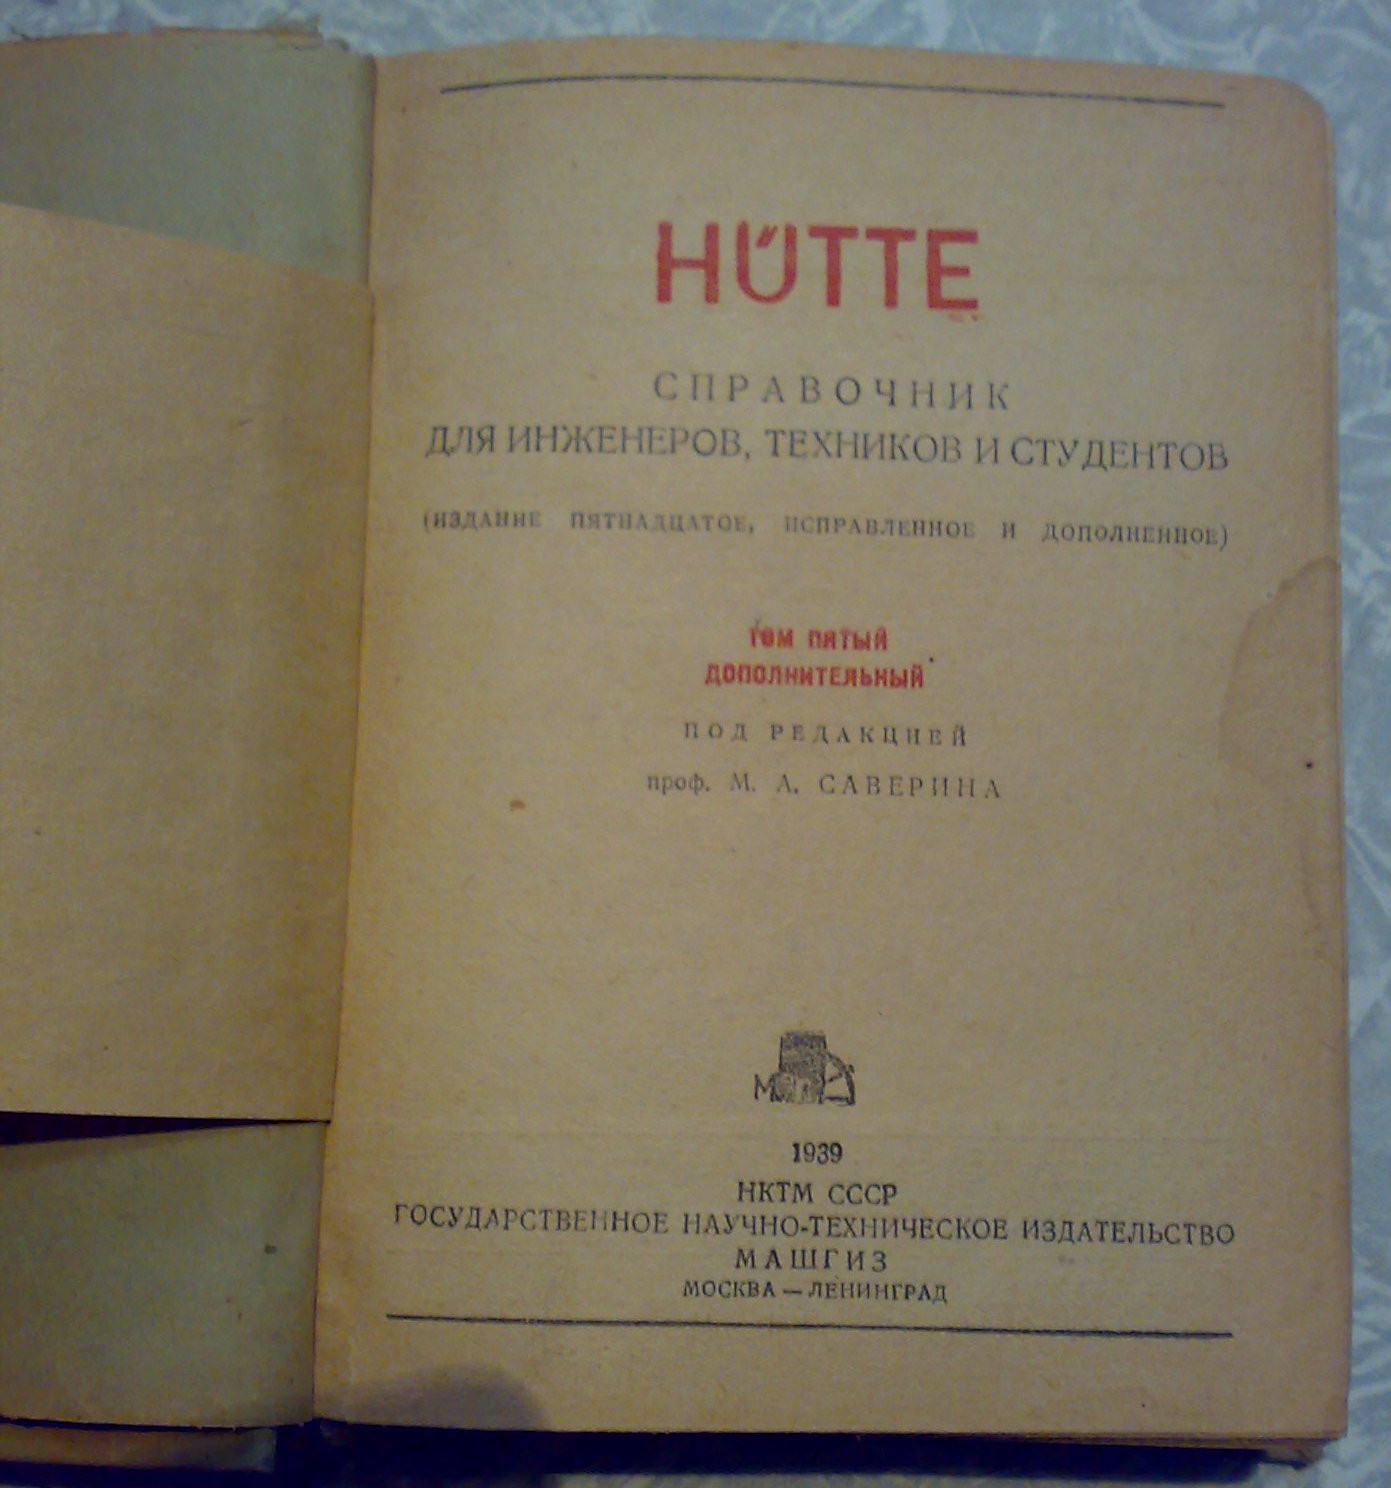 HÜTTE
СПРАВОЧНИК
ДЛЯ ИНЖЕНЕРОВ, ТЕХНИКОВ И СТУДЕНТОВ
(ИЗДАНИЕ ПЯТНАДЦАТОЕ, ИСПРАВЛЕННОЕ И ДОПОЛНЕННОЕ)
ТОМ ПЯТЫЙ
ДОПОЛНИТЕЛЬНЫЙ
ПОД РЕДАКЦИЕЙ
проф. М. А. САВЕРИНА
1939
НКТМ СССР
ГОСУДАРСТВЕННОЕ НАУЧНО-ТЕХНИЧЕСКОЕ ИЗДАТЕЛЬСТВО
МАШГИЗ
МОСКВА — ЛЕНИНГРАД